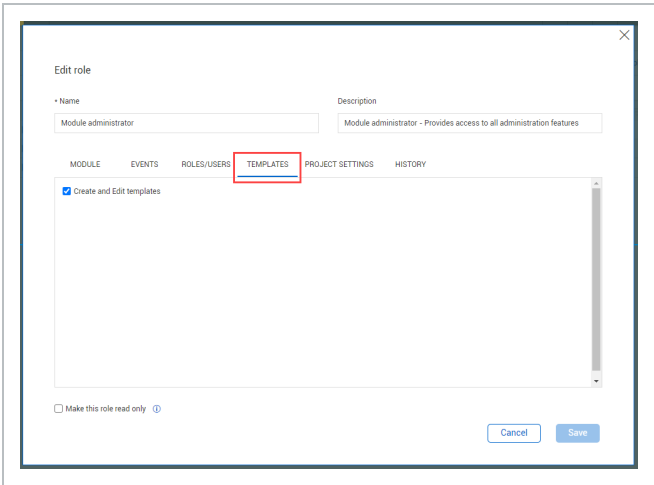 Edit role
• Name
Description
Module administrator
Module administrator - Provides access to all administration features
MODULE EVENTS ROLES/USERS TEMPLATES PROJECT SETTINGS HISTORY
Create and Edit templates
Make this role read only
Cancel Save